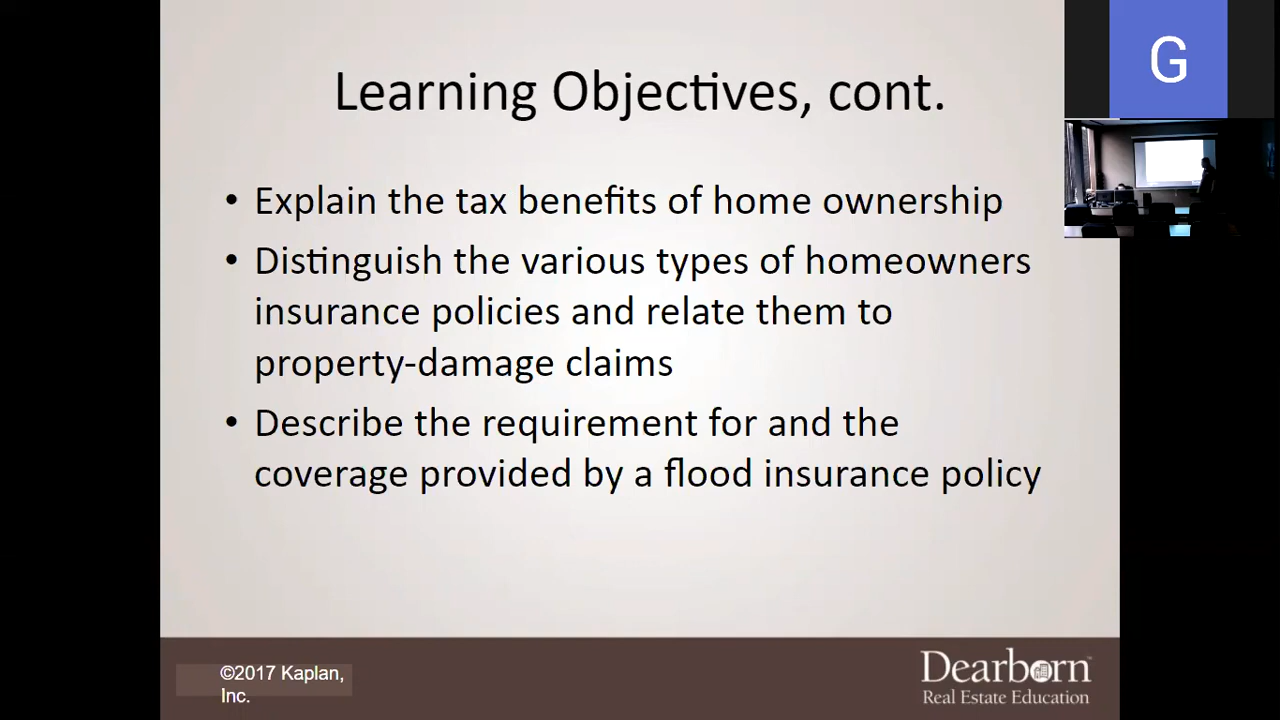 Learning Objectives, cont.
G
• Explain the tax benefits of home ownership
• Distinguish the various types of homeowners
insurance policies and relate them to
property-damage claims
• Describe the requirement for and the
coverage provided by a flood insurance policy
©2017 Kaplan,
Inc.
Dearborn™
Real Estate Education